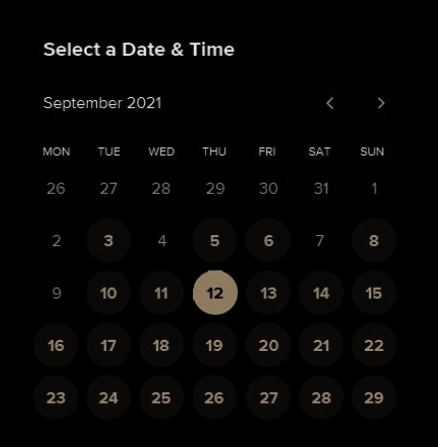 Select a Date & Time
September 2021
MON TUE WED THU FRI SAT SUN
26 27 28 29 30 31 1
2 3 4 5 6 7 8
9 10 11 12 13 14 15
16 17 18 19 20 21 22
23 24 25 26 27 28 29